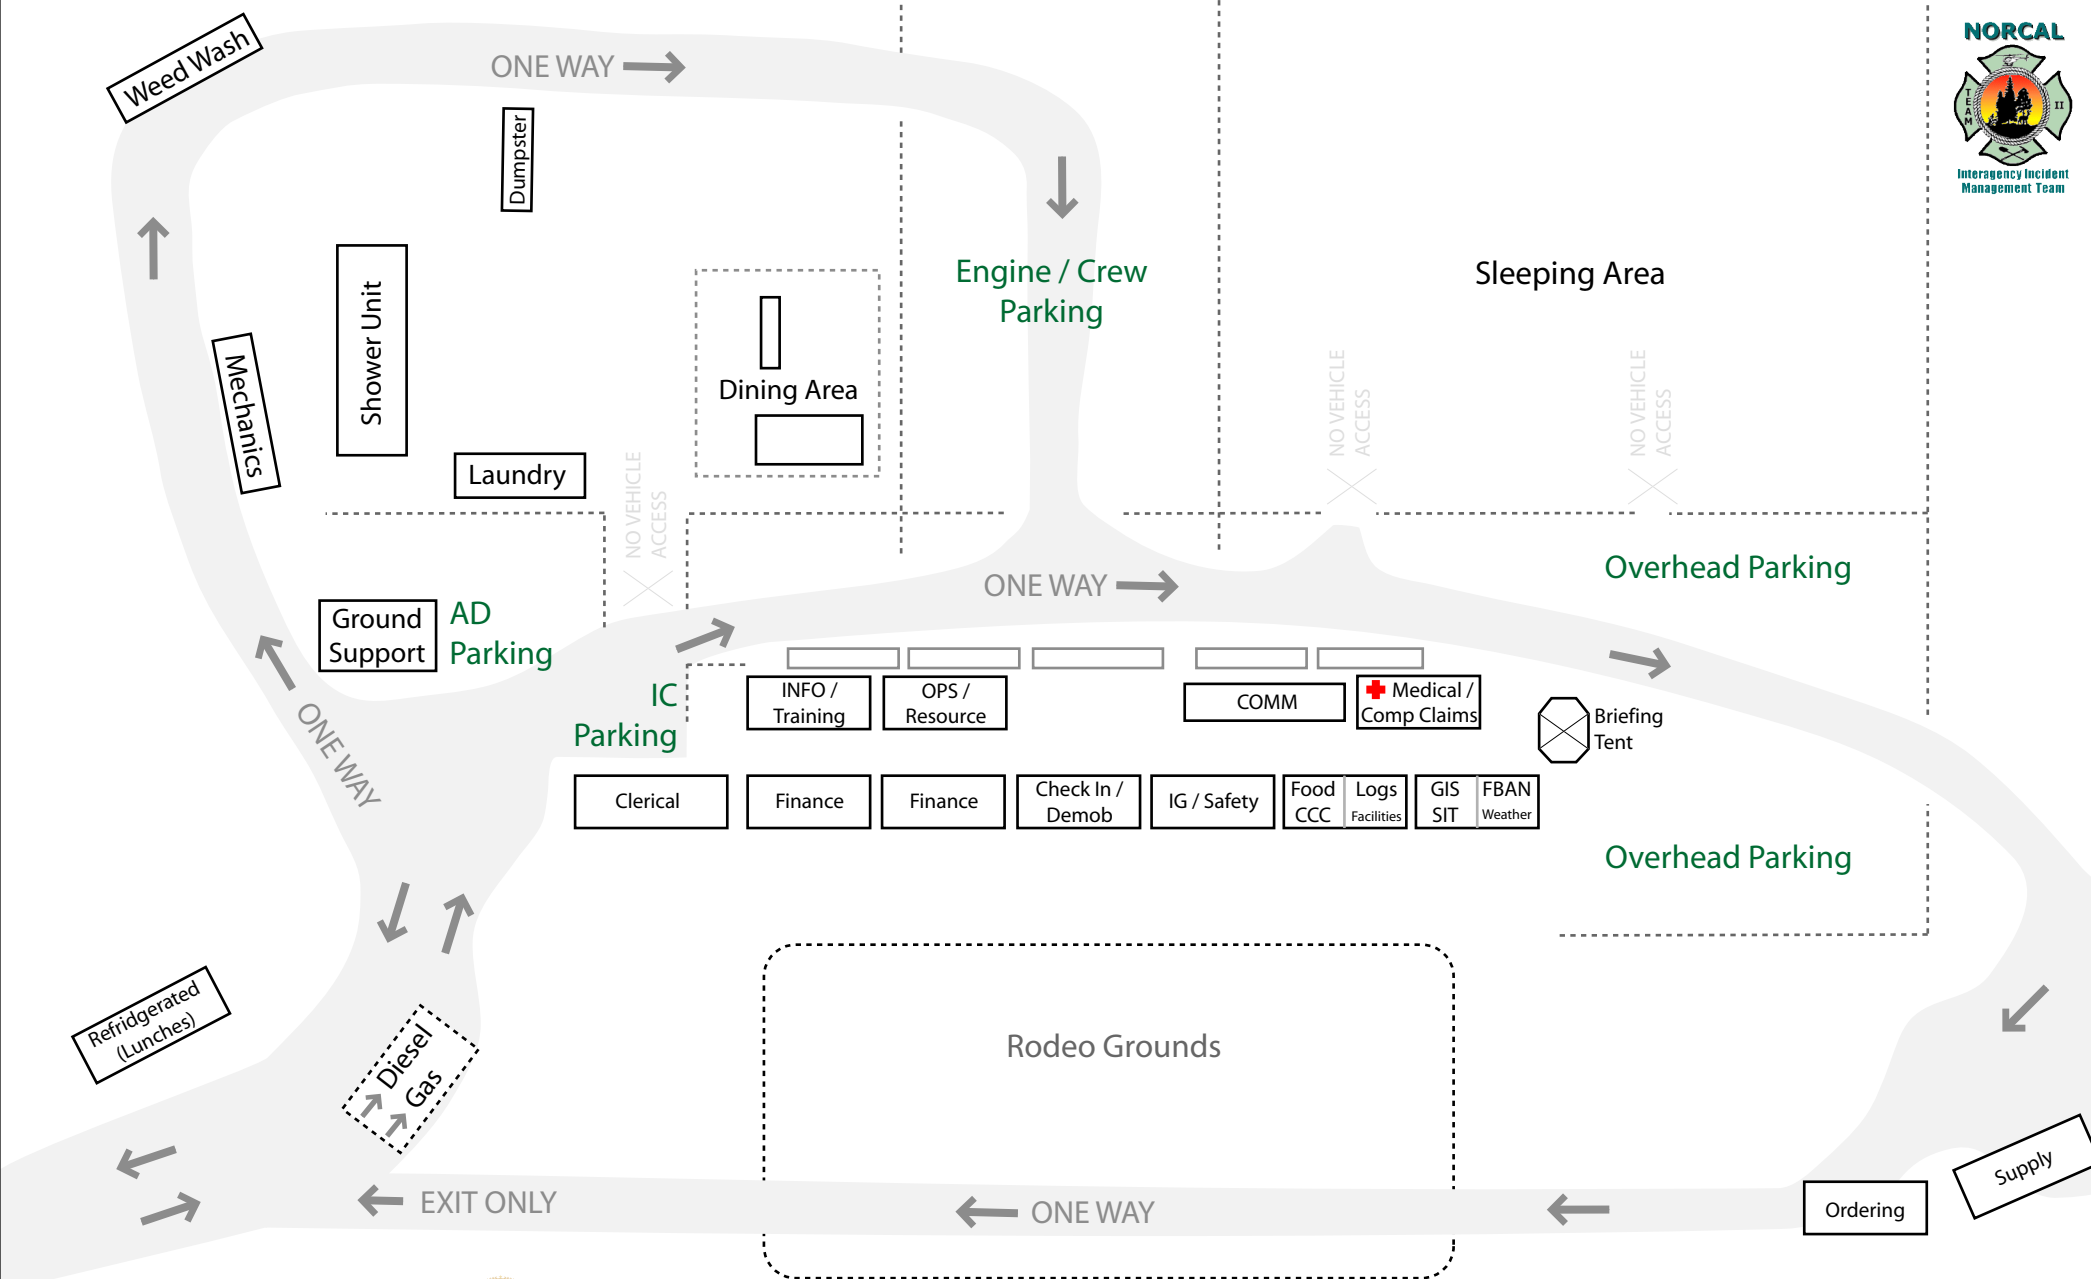 NORCAL
TEAM
II
Interagency Incident
Management Team
Weed Wash
ONE WAY
Dumpster
Engine / Crew
Parking
Sleeping Area
Shower Unit
Mechanics
Dining Area
Laundry
NO VEHICLE
ACCESS
NO VEHICLE
ACCESS
NO VEHICLE
ACCESS
ONE WAY
Overhead Parking
Ground
Support
AD
Parking
IC
Parking
ONE WAY
INFO /
Training
OPS /
Resource
COMM
Medical /
Comp Claims
Briefing
Tent
Clerical
Finance
Finance
Check In /
Demob
IG / Safety
Food
CCC
Logs
Facilities
GIS
SIT
FBAN
Weather
Overhead Parking
Refridgerated
(Lunches)
Diesel
Gas
Rodeo Grounds
Supply
Ordering
EXIT ONLY
ONE WAY